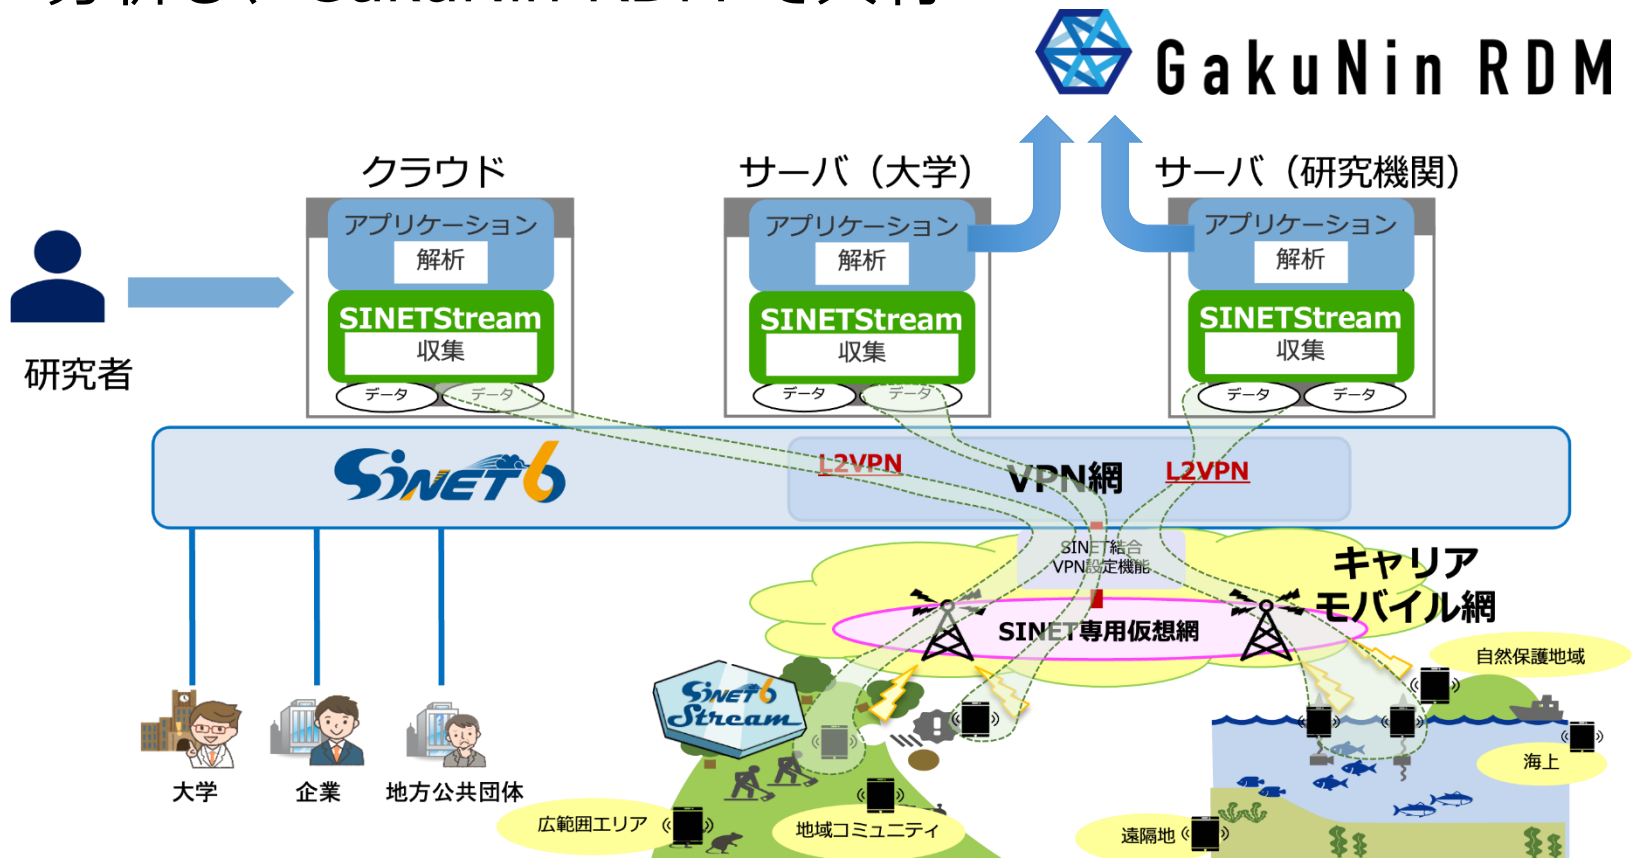 GakuNin RDM
クラウド
サーバ（大学）
サーバ（研究機関）
アプリケーション
解析
SINETStream
収集
データ
データ
アプリケーション
解析
SINETStream
収集
データ
データ
アプリケーション
解析
SINETStream
収集
データ
データ
研究者
SINET6
L2VPN
VPN網
L2VPN
SINET結合
VPN設定機能
キャリア
モバイル網
SINET専用仮想網
自然保護地域
SINET6
Stream
海上
大学
企業
地方公共団体
広範囲エリア
地域コミュニティ
遠隔地